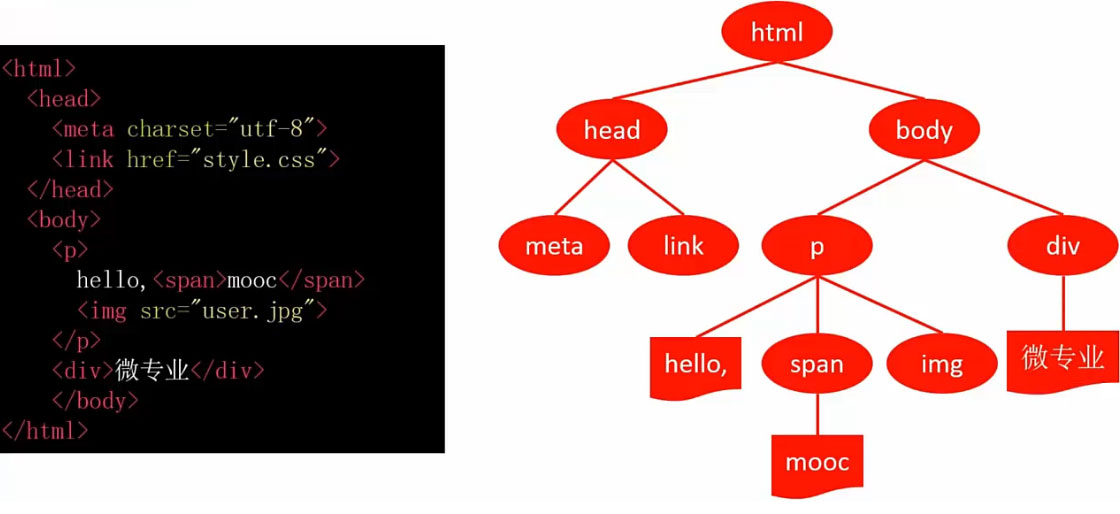 <html>
<head>
<meta charset="utf-8">
<link href="style.css">
</head>
<body>
<p>
hello,<span>mooc</span>
<img src="user.jpg">
</p>
<div>微专业</div>
</body>
</html>
html
head
body
meta
link
p
div
hello,
span
img
微专业
mooc